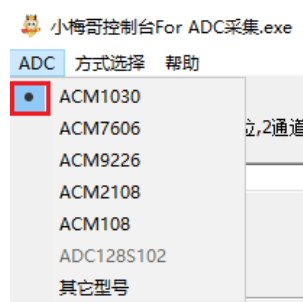 小梅哥控制台For ADC采集.exe
ADC 方式选择 帮助
ACM1030
ACM7606 位,2通道
ACM9226
ACM2108
ACM108
ADC128S102
其它型号